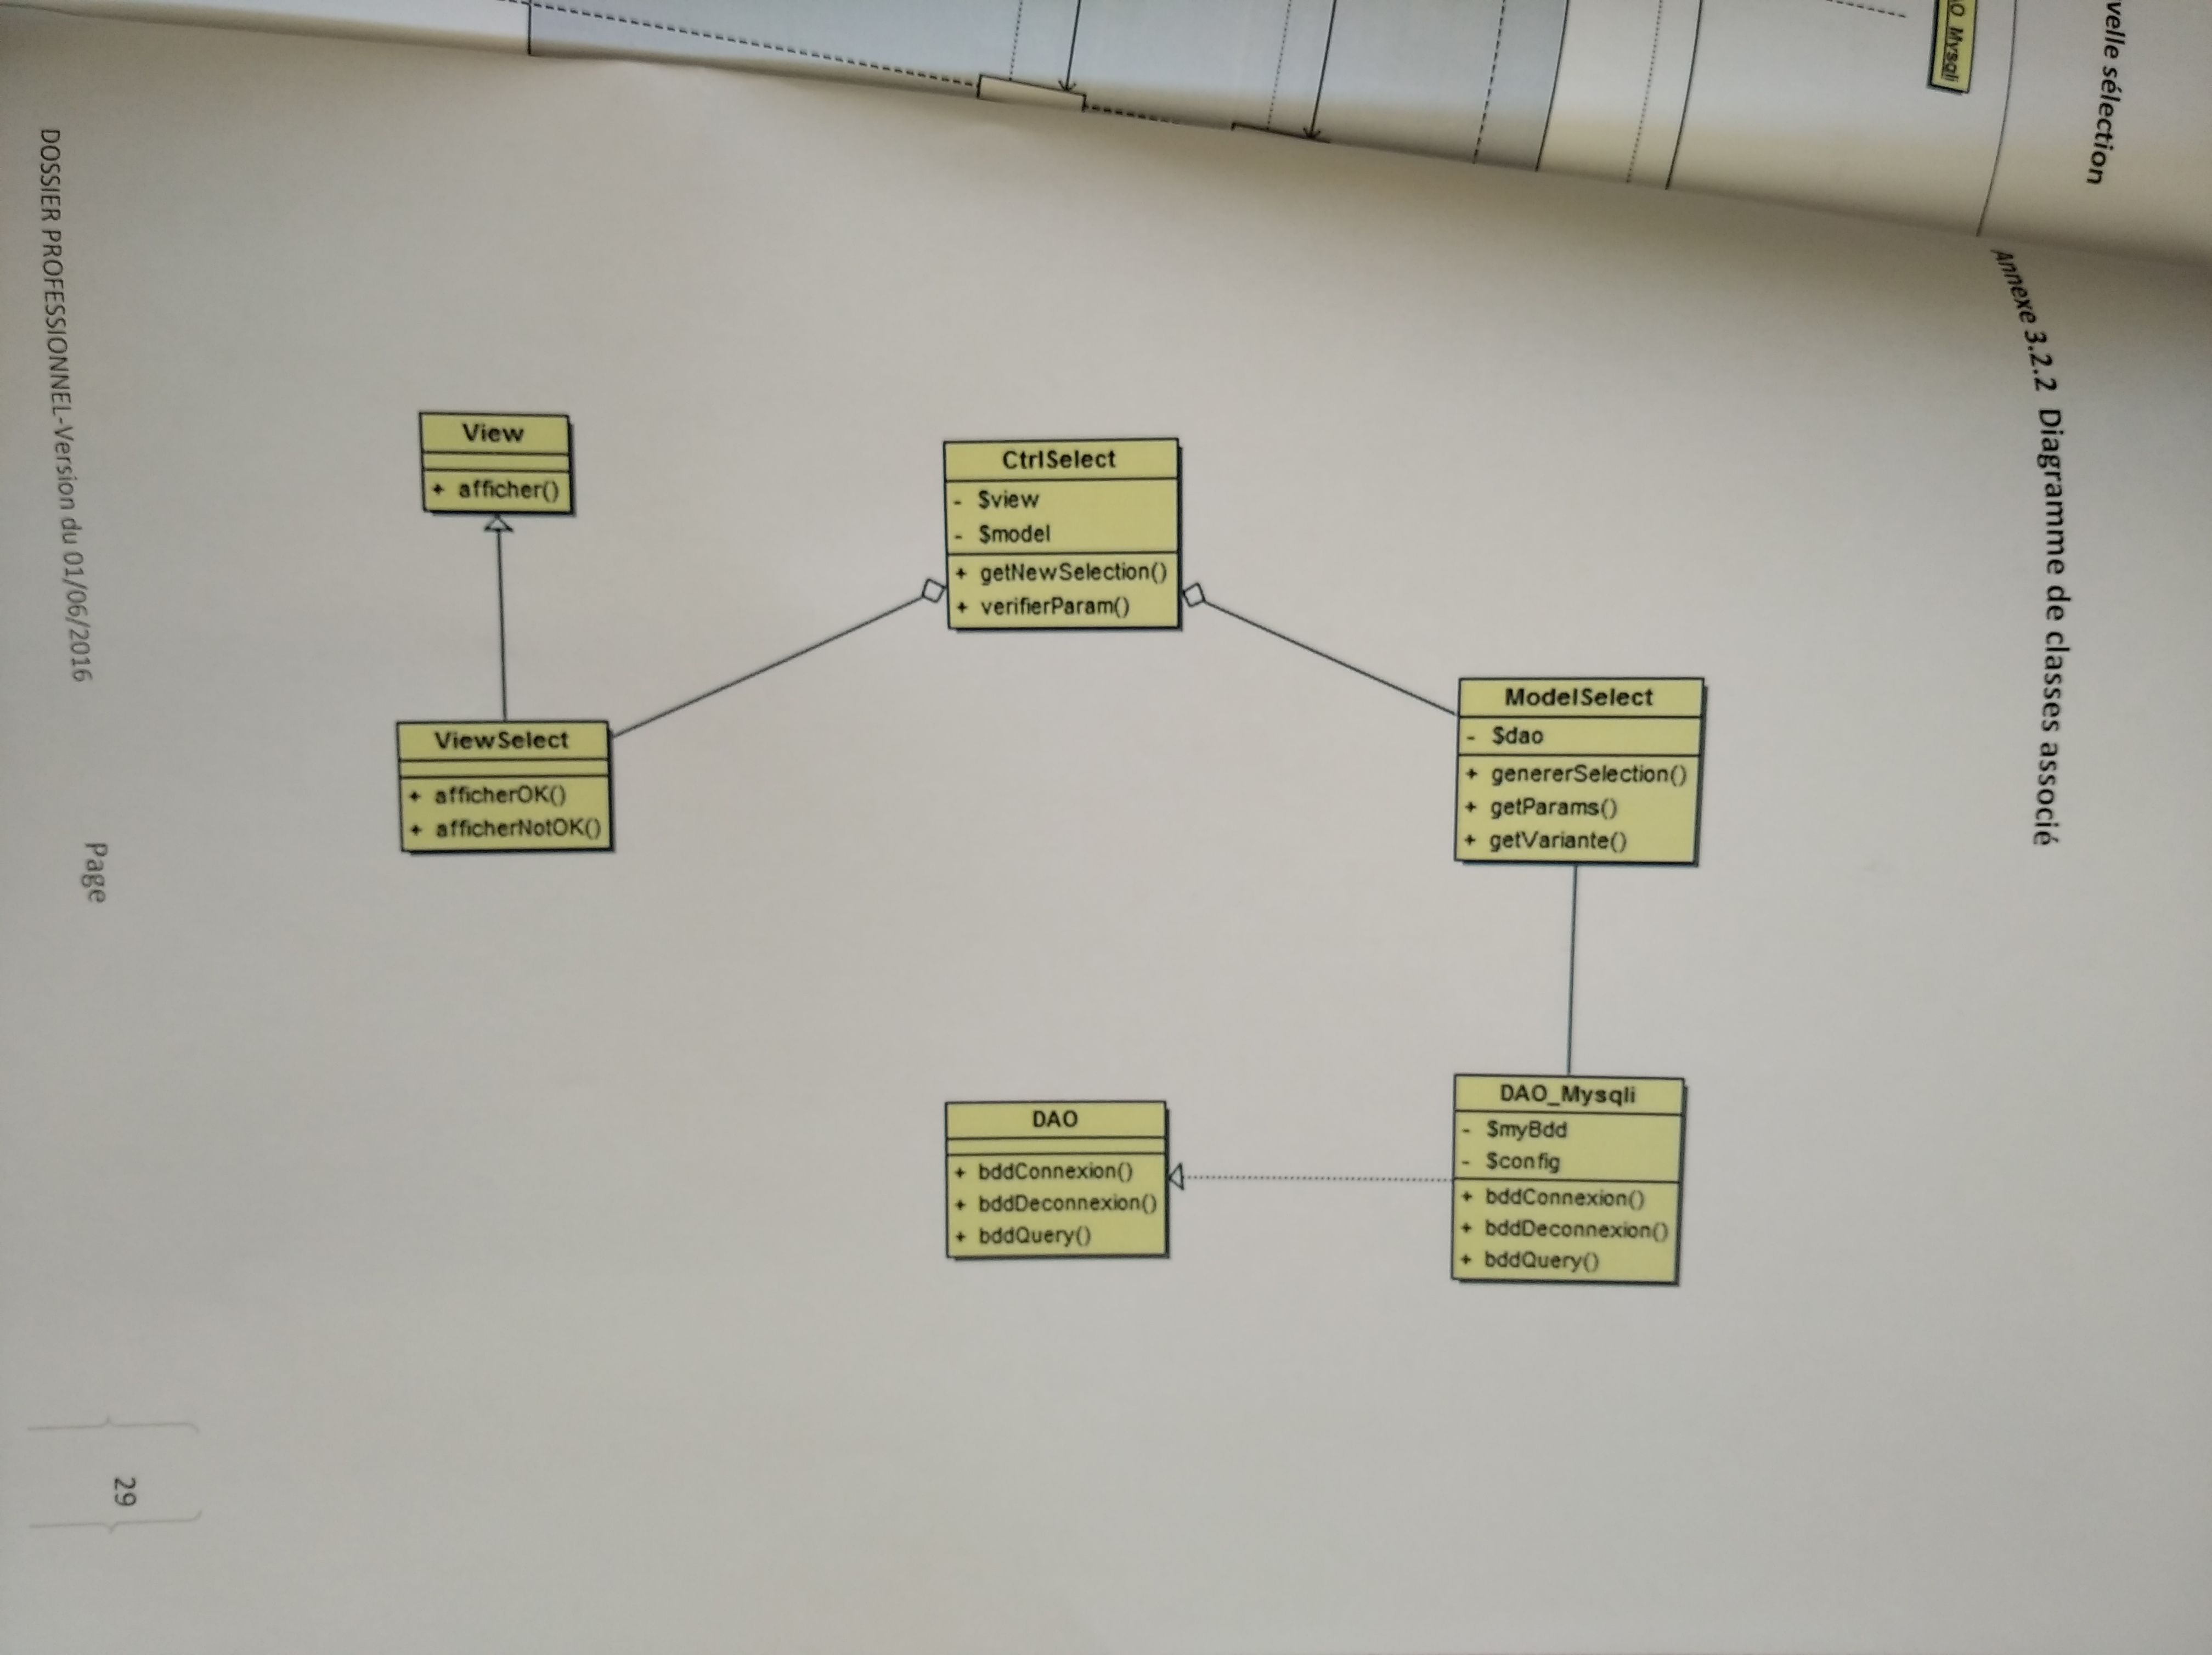 velle sélection
O_Mysqli
Annexe 3.2.2 Diagramme de classes associé
View
+ afficher()
CtrlSelect
- $view
- $model
+ getNewSelection()
+ verifierParam()
ModelSelect
- $dao
+ genererSelection()
+ getParams()
+ getVariante()
ViewSelect
+ afficherOK()
+ afficherNotOK()
DAO
+ bddConnexion()
+ bddDeconnexion()
+ bddQuery()
DAO_Mysqli
- $myBdd
- $config
+ bddConnexion()
+ bddDeconnexion()
+ bddQuery()
DOSSIER PROFESSIONNEL-Version du 01/06/2016 Page 29